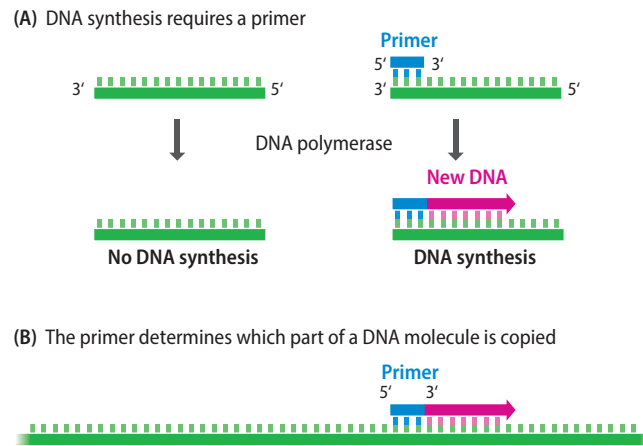 (A) DNA synthesis requires a primer
Primer
5‘ 3‘
3‘ 5‘ 3‘ 5‘
DNA polymerase
New DNA
No DNA synthesis DNA synthesis
(B) The primer determines which part of a DNA molecule is copied
Primer
5‘ 3‘